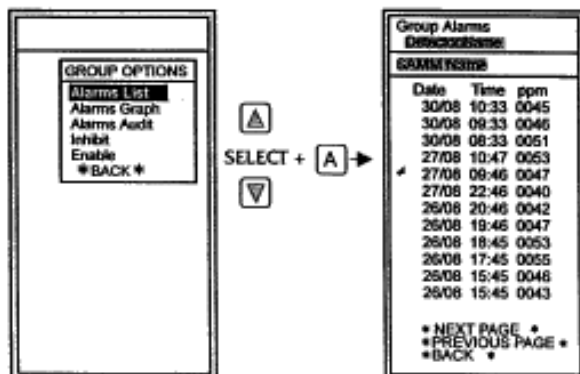 GROUP OPTIONS
Alarms List
Alarms Graph
Alarms Audit
Inhibit
Enable
*BACK*
SELECT + A
Group Alarms
DetectorName
SAMM Name
Date Time ppm
30/08 10:33 0045
30/08 09:33 0046
30/08 08:33 0051
27/08 10:47 0053
27/08 09:46 0047
27/08 22:46 0040
26/08 20:46 0042
26/08 19:46 0047
26/08 18:45 0053
26/08 17:45 0055
26/08 15:45 0046
26/08 15:45 0043
* NEXT PAGE *
*PREVIOUS PAGE *
*BACK *